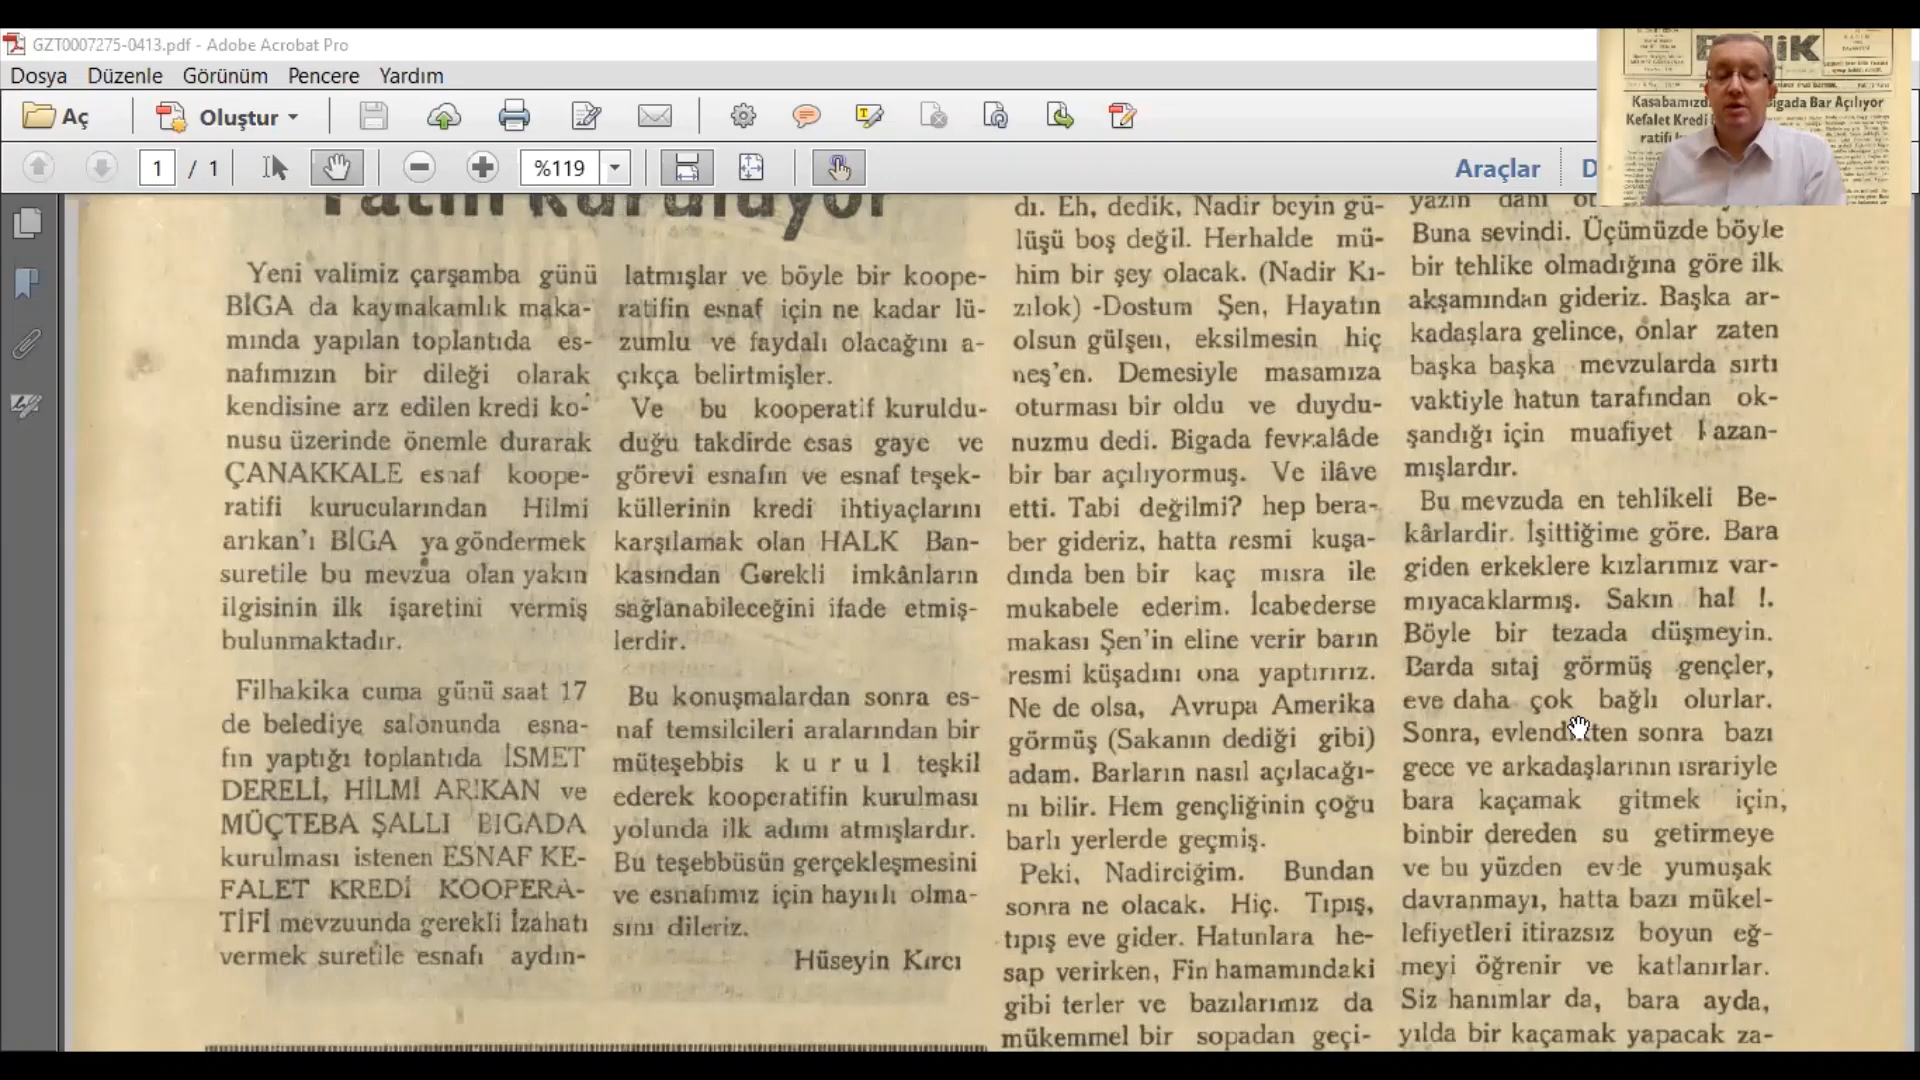 GZT0007275-0413.pdf - Adobe Acrobat Pro
Dosya Düzenle Görünüm Pencere Yardım
Aç
Oluştur
1 / 1
%119
Araçlar
D
BİRLİK
Kasabamızd
Bigada Bar Açılıyor
Kefalet Kredi
ratifi
ratifi kuruluyor
Yeni valimiz çarşamba günü
BİGA da kaymakamlık maka-
mında yapılan toplantıda es-
nafımızın bir dileği olarak
kendisine arz edilen kredi ko-
nusu üzerinde önemle durarak
ÇANAKKALE esnaf koope-
ratifi kurucularından Hilmi
arıkan'ı BİGA ya göndermek
suretile bu mevzua olan yakın
ilgisinin ilk işaretini vermiş
bulunmaktadır.
Filhakika cuma günü saat 17
de belediye salonunda esna-
fın yaptığı toplantıda İSMET
DERELİ, HİLMİ ARIKAN ve
MÜÇTEBA ŞALLI BİGADA
kurulması istenen ESNAF KE-
FALET KREDİ KOOPERA-
TİFİ mevzuunda gerekli İzahatı
vermek suretile esnafı aydın-
latmışlar ve böyle bir koope-
ratifin esnaf için ne kadar lü-
zumlu ve faydalı olacağını a-
çıkça belirtmişler.
Ve bu kooperatif kuruldu-
duğu takdirde esas gaye ve
görevi esnafın ve esnaf teşek-
küllerinin kredi ihtiyaçlarını
karşılamak olan HALK Ban-
kasından Gerekli imkânların
sağlanabileceğini ifade etmiş-
lerdir.
Bu konuşmalardan sonra es-
naf temsilcileri aralarından bir
müteşebbis kurul teşkil
ederek kooperatifin kurulması
yolunda ilk adımı atmışlardır.
Bu teşebbüsün gerçekleşmesini
ve esnafımız için hayırlı olma-
sını dileriz.
Hüseyin Kırcı
dı. Eh, dedik, Nadir beyin gü-
lüşü boş değil. Herhalde mü-
him bir şey olacak. (Nadir Kı-
zılok) -Dostum Şen, Hayatın
olsun gülşen, eksilmesin hiç
neş'en. Demesiyle masamıza
oturması bir oldu ve duydu-
nuzmu dedi. Bigada fevkalâde
bir bar açılıyormuş. Ve ilâve
etti. Tabi değilmi? hep bera-
ber gideriz, hatta resmi kuşa-
dında ben bir kaç mısra ile
mukabele ederim. İcabederse
makası Şen'in eline verir barın
resmi küşadını ona yaptırırız.
Ne de olsa, Avrupa Amerika
görmüş (Sakanın dediği gibi)
adam. Barların nasıl açılacağı-
nı bilir. Hem gençliğinin çoğu
barlı yerlerde geçmiş.
Peki, Nadirciğim. Bundan
sonra ne olacak. Hiç. Tıpış,
tıpış eve gider. Hatunlara he-
sap verirken, Fin hamamındaki
gibi terler ve bazılarımız da
mükemmel bir sopadan geçi-
yazın dahi
Buna sevindi. Üçümüzde böyle
bir tehlike olmadığına göre ilk
akşamından gideriz. Başka ar-
kadaşlara gelince, onlar zaten
başka başka mevzularda sırtı
vaktiyle hatun tarafından ok-
şandığı için muafiyet kazan-
mışlardır.
Bu mevzuda en tehlikeli Be-
kârlardir. İşittiğime göre. Bara
giden erkeklere kızlarımız var-
mıyacaklarmış. Sakın ha! !.
Böyle bir tezada düşmeyin.
Barda sıtaj görmüş gençler,
eve daha çok bağlı olurlar.
Sonra, evlendikten sonra bazı
gece ve arkadaşlarının ısrariyle
bara kaçamak gitmek için,
binbir dereden su getirmeye
ve bu yüzden evde yumuşak
davranmayı, hatta bazı mükel-
lefiyetleri itirazsız boyun eğ-
meyi öğrenir ve katlanırlar.
Siz hanımlar da, bara ayda,
yılda bir kaçamak yapacak za-